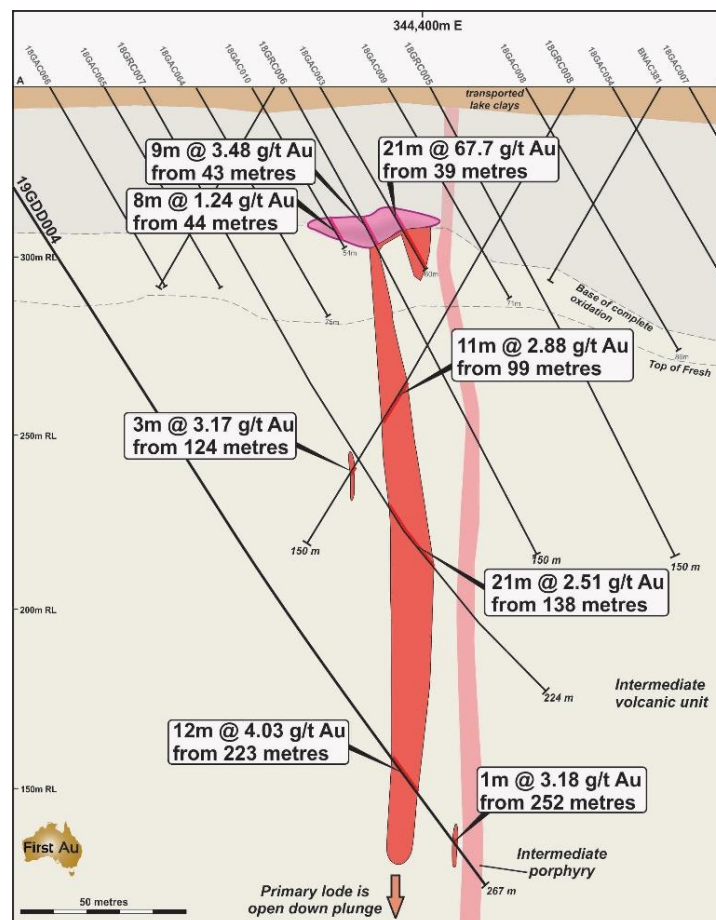 344,400m E
18GAC066
18GAC065
18GRC007
18GAC064
18GAC010
18GRC006
18GAC063
18GAC009
18GRC005
18GAC008
18GRC008
18GAC054
BNAC381
18GAC007
A
transported
lake clays
9m @ 3.48 g/t Au
from 43 metres
21m @ 67.7 g/t Au
from 39 metres
19GDD004
8m @ 1.24 g/t Au
from 44 metres
54m
60m
300m RL
75m
71m
Base of complete
oxidation
Top of Fresh
11m @ 2.88 g/t Au
from 99 metres
3m @ 3.17 g/t Au
from 124 metres
250m RL
150 m
150 m
150 m
21m @ 2.51 g/t Au
from 138 metres
200m RL
Intermediate
volcanic unit
224 m
12m @ 4.03 g/t Au
from 223 metres
150m RL
1m @ 3.18 g/t Au
from 252 metres
First Au
Intermediate
porphyry
267 m
Primary lode is
open down plunge
50 metres